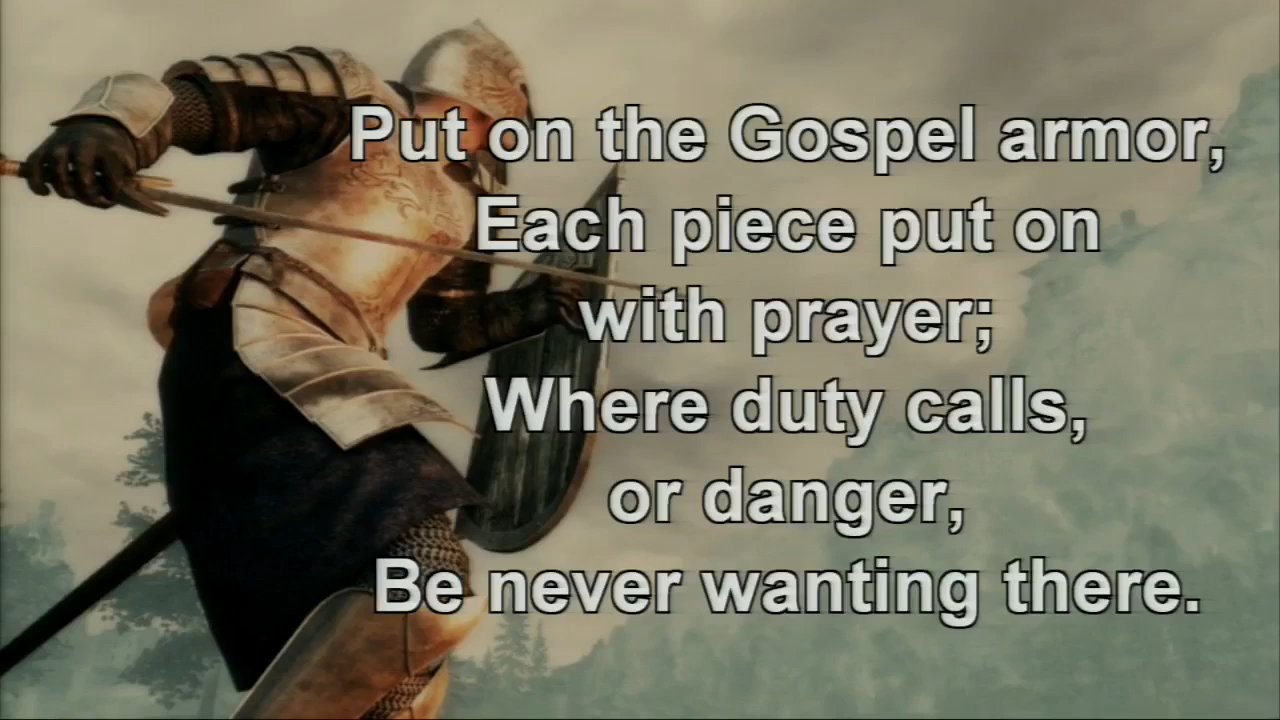 Put on the Gospel armor,
Each piece put on
with prayer;
Where duty calls,
or danger,
Be never wanting there.